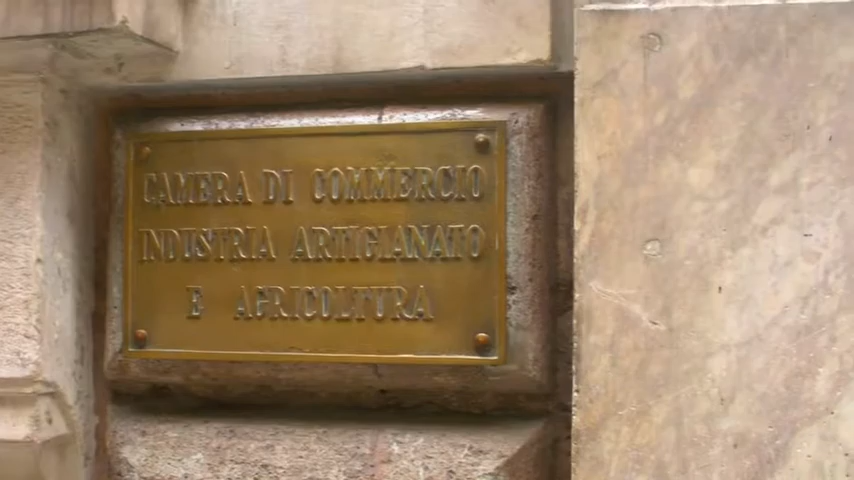 CAMERA DI COMMERCIO
INDUSTRIA ARTIGIANATO
E AGRICOLTURA